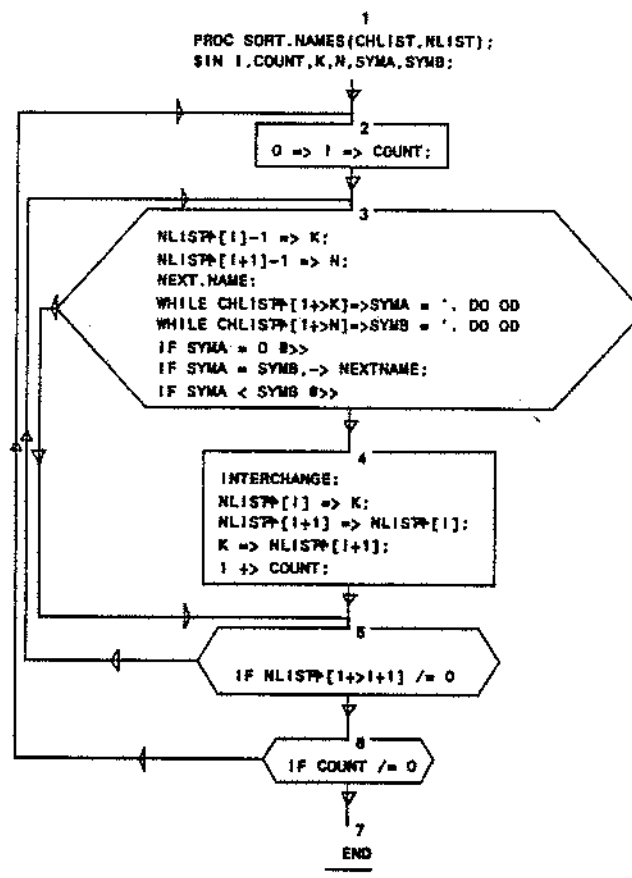 1
PROC SORT.NAMES(CHLIST,NLIST);
$IN I,COUNT,K,N,SYMA,SYMB;
2
0 => I => COUNT;
3
NLIST^[I]-1 => K;
NLIST^[I+1]-1 => N;
NEXT.NAME:
WHILE CHLIST^[1+>K]=>SYMA = '. DO OD
WHILE CHLIST^[1+>N]=>SYMB = '. DO OD
IF SYMA = 0 @>>
IF SYMA = SYMB,-> NEXTNAME;
IF SYMA < SYMB @>>
4
INTERCHANGE:
NLIST^[I] => K;
NLIST^[I+1] => NLIST^[I];
K => NLIST^[I+1];
1 +> COUNT;
5
IF NLIST^[1+>I+1] /= 0
6
IF COUNT /= 0
7
END